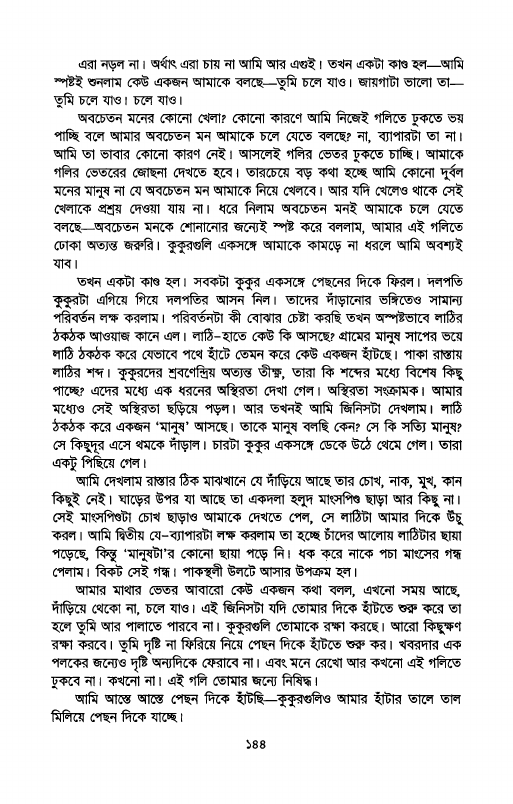 এরা নড়ল না। অর্থাৎ এরা চায় না আমি আর এগুই। তখন একটা কাণ্ড হল—আমি
স্পষ্টই শুনলাম কেউ একজন আমাকে বলছে—তুমি চলে যাও। জায়গাটা ভালো তা—
তুমি চলে যাও। চলে যাও।
অবচেতন মনের কোনো খেলা? কোনো কারণে আমি নিজেই গলিতে ঢুকতে ভয়
পাচ্ছি বলে আমার অবচেতন মন আমাকে চলে যেতে বলছে? না, ব্যাপারটা তা না।
আমি তা ভাবার কোনো কারণ নেই। আসলেই গলির ভেতর ঢুকতে চাচ্ছি। আমাকে
গলির ভেতরের জোছনা দেখতে হবে। তারচেয়ে বড় কথা হচ্ছে আমি কোনো দুর্বল
মনের মানুষ না যে অবচেতন মন আমাকে নিয়ে খেলবে। আর যদি খেলেও থাকে সেই
খেলাকে প্রশ্রয় দেওয়া যায় না। ধরে নিলাম অবচেতন মনই আমাকে চলে যেতে
বলছে—অবচেতন মনকে শোনানোর জন্যেই স্পষ্ট করে বললাম, আমার এই গলিতে
ঢোকা অত্যন্ত জরুরি। কুকুরগুলি একসঙ্গে আমাকে কামড়ে না ধরলে আমি অবশ্যই
যাব।
তখন একটা কাণ্ড হল। সবকটা কুকুর একসঙ্গে পেছনের দিকে ফিরল। দলপতি
কুকুরটা এগিয়ে গিয়ে দলপতির আসন নিল। তাদের দাঁড়ানোর ভঙ্গিতেও সামান্য
পরিবর্তন লক্ষ করলাম। পরিবর্তনটা কী বোঝার চেষ্টা করছি তখন অস্পষ্টভাবে লাঠির
ঠকঠক আওয়াজ কানে এল। লাঠি-হাতে কেউ কি আসছে? গ্রামের মানুষ সাপের ভয়ে
লাঠি ঠকঠক করে যেভাবে পথে হাঁটে তেমন করে কেউ একজন হাঁটছে। পাকা রাস্তায়
লাঠির শব্দ। কুকুরদের শ্রবণেন্দ্রিয় অত্যন্ত তীক্ষ্ণ, তারা কি শব্দের মধ্যে বিশেষ কিছু
পাচ্ছে? এদের মধ্যে এক ধরনের অস্থিরতা দেখা গেল। অস্থিরতা সংক্রামক। আমার
মধ্যেও সেই অস্থিরতা ছড়িয়ে পড়ল। আর তখনই আমি জিনিসটা দেখলাম। লাঠি
ঠকঠক করে একজন ‘মানুষ’ আসছে। তাকে মানুষ বলছি কেন? সে কি সত্যি মানুষ?
সে কিছুদূর এসে থমকে দাঁড়াল। চারটা কুকুর একসঙ্গে ডেকে উঠে থেমে গেল। তারা
একটু পিছিয়ে গেল।
আমি দেখলাম রাস্তার ঠিক মাঝখানে যে দাঁড়িয়ে আছে তার চোখ, নাক, মুখ, কান
কিছুই নেই। ঘাড়ের উপর যা আছে তা একদলা হলুদ মাংসপিণ্ড ছাড়া আর কিছু না।
সেই মাংসপিণ্ডটা চোখ ছাড়াও আমাকে দেখতে পেল, সে লাঠিটা আমার দিকে উঁচু
করল। আমি দ্বিতীয় যে-ব্যাপারটা লক্ষ করলাম তা হচ্ছে চাঁদের আলোয় লাঠিটার ছায়া
পড়েছে, কিন্তু ‘মানুষটা’র কোনো ছায়া পড়ে নি। ধক্ করে নাকে পচা মাংসের গন্ধ
পেলাম। বিকট সেই গন্ধ। পাকস্থলী উলটে আসার উপক্রম হল।
আমার মাথার ভেতর আবারো কেউ একজন কথা বলল, এখনো সময় আছে,
দাঁড়িয়ে থেকো না, চলে যাও। এই জিনিসটা যদি তোমার দিকে হাঁটতে শুরু করে তা
হলে তুমি আর পালাতে পারবে না। কুকুরগুলি তোমাকে রক্ষা করছে। আরো কিছুক্ষণ
রক্ষা করবে। তুমি দৃষ্টি না ফিরিয়ে নিয়ে পেছন দিকে হাঁটতে শুরু কর। খবরদার এক
পলকের জন্যেও দৃষ্টি অন্যদিকে ফেরাবে না। এবং মনে রেখো আর কখনো এই গলিতে
ঢুকবে না। কখনো না। এই গলি তোমার জন্যে নিষিদ্ধ।
আমি আস্তে আস্তে পেছন দিকে হাঁটছি—কুকুরগুলিও আমার হাঁটার তালে তাল
মিলিয়ে পেছন দিকে যাচ্ছে।
১৪৪